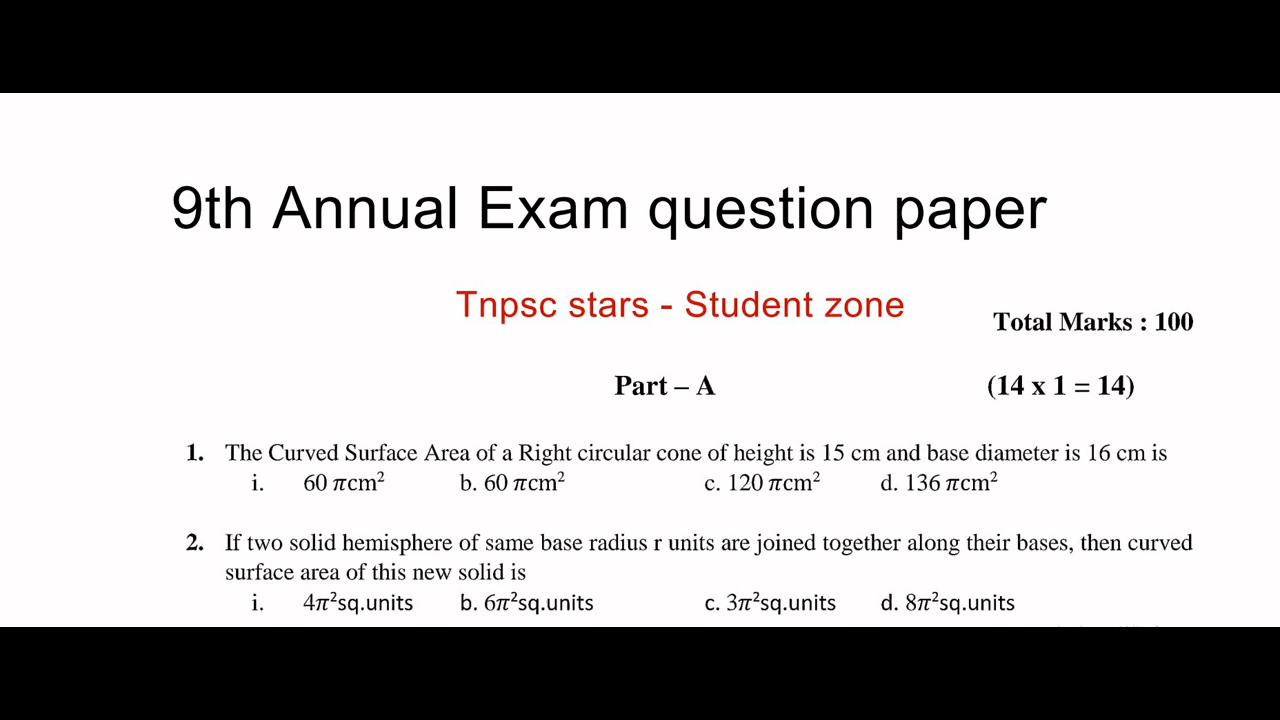 9th Annual Exam question paper
Tnpsc stars - Student zone
Total Marks : 100
Part – A (14 x 1 = 14)
1. The Curved Surface Area of a Right circular cone of height is 15 cm and base diameter is 16 cm is
i. 60 𝜋cm² b. 60 𝜋cm² c. 120 𝜋cm² d. 136 𝜋cm²
2. If two solid hemisphere of same base radius r units are joined together along their bases, then curved
surface area of this new solid is
i. 4𝜋²sq.units b. 6𝜋²sq.units c. 3𝜋²sq.units d. 8𝜋²sq.units